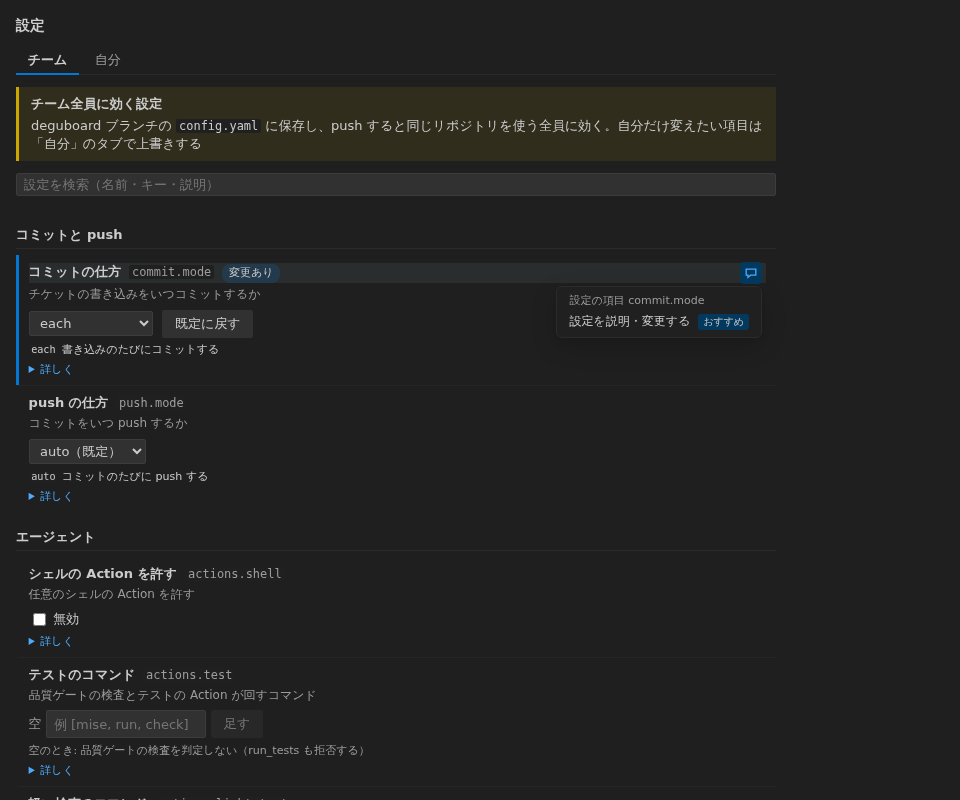 設定
チーム 自分
チーム全員に効く設定
deguboard ブランチの config.yaml に保存し、push すると同じリポジトリを使う全員に効く。自分だけ変えたい項目は
「自分」のタブで上書きする
設定を検索（名前・キー・説明）
コミットと push
コミットの仕方 commit.mode 変更あり
チケットの書き込みをいつコミットするか
設定の項目 commit.mode
設定を説明・変更する おすすめ
each 既定に戻す
each 書き込みのたびにコミットする
詳しく
push の仕方 push.mode
コミットをいつ push するか
auto（既定）
auto コミットのたびに push する
詳しく
エージェント
シェルの Action を許す actions.shell
任意のシェルの Action を許す
無効
詳しく
テストのコマンド actions.test
品質ゲートの検査とテストの Action が回すコマンド
空 例 [mise, run, check] 足す
空のとき: 品質ゲートの検査を判定しない（run_tests も拒否する）
詳しく